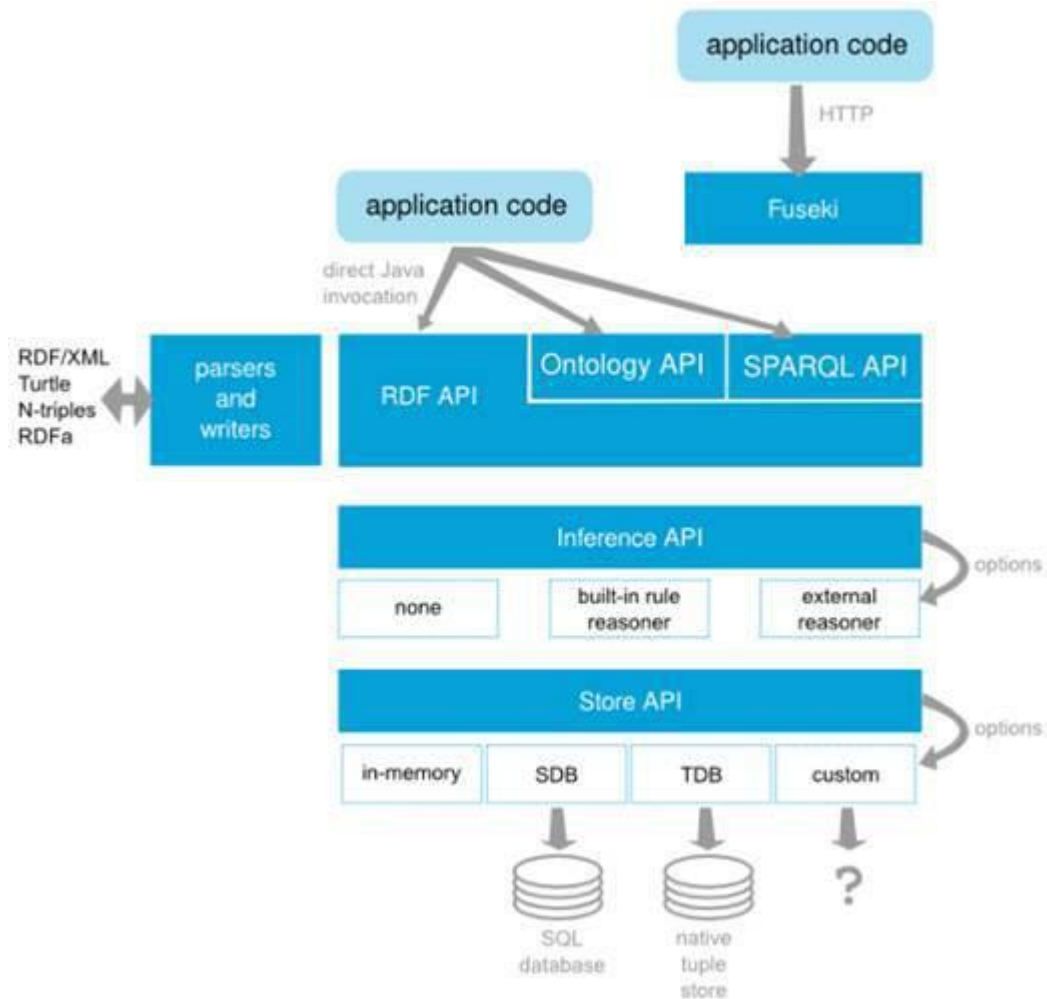 application code
HTTP
Fuseki
application code
direct Java
invocation
RDF/XML
Turtle
N-triples
RDFa
parsers
and
writers
RDF API
Ontology API
SPARQL API
Inference API
options
none
built-in rule
reasoner
external
reasoner
Store API
options
in-memory
SDB
TDB
custom
?
SQL
database
native
tuple
store